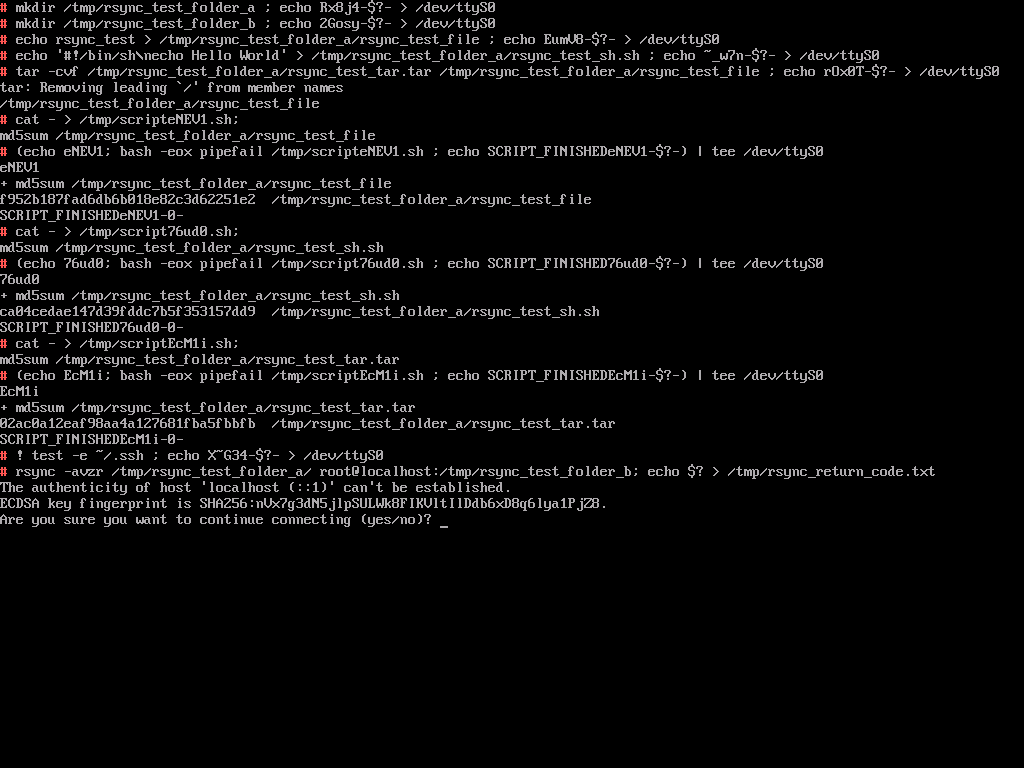 # mkdir /tmp/rsync_test_folder_a ; echo Rx8j4-$?- > /dev/ttyS0
# mkdir /tmp/rsync_test_folder_b ; echo 2Gosy-$?- > /dev/ttyS0
# echo rsync_test > /tmp/rsync_test_folder_a/rsync_test_file ; echo EumV8-$?- > /dev/ttyS0
# echo '#!/bin/sh\necho Hello World' > /tmp/rsync_test_folder_a/rsync_test_sh.sh ; echo ~_w7n-$?- > /dev/ttyS0
# tar -cvf /tmp/rsync_test_folder_a/rsync_test_tar.tar /tmp/rsync_test_folder_a/rsync_test_file ; echo rOx0T-$?- > /dev/ttyS0
tar: Removing leading `/' from member names
/tmp/rsync_test_folder_a/rsync_test_file
# cat - > /tmp/scripteNEV1.sh;
md5sum /tmp/rsync_test_folder_a/rsync_test_file
# (echo eNEV1; bash -eox pipefail /tmp/scripteNEV1.sh ; echo SCRIPT_FINISHEDeNEV1-$?-) | tee /dev/ttyS0
eNEV1
+ md5sum /tmp/rsync_test_folder_a/rsync_test_file
f952b187fad6db6b018e82c3d62251e2  /tmp/rsync_test_folder_a/rsync_test_file
SCRIPT_FINISHEDeNEV1-0-
# cat - > /tmp/script76ud0.sh;
md5sum /tmp/rsync_test_folder_a/rsync_test_sh.sh
# (echo 76ud0; bash -eox pipefail /tmp/script76ud0.sh ; echo SCRIPT_FINISHED76ud0-$?-) | tee /dev/ttyS0
76ud0
+ md5sum /tmp/rsync_test_folder_a/rsync_test_sh.sh
ca04cedae147d39fddc7b5f353157dd9  /tmp/rsync_test_folder_a/rsync_test_sh.sh
SCRIPT_FINISHED76ud0-0-
# cat - > /tmp/scriptEcM1i.sh;
md5sum /tmp/rsync_test_folder_a/rsync_test_tar.tar
# (echo EcM1i; bash -eox pipefail /tmp/scriptEcM1i.sh ; echo SCRIPT_FINISHEDEcM1i-$?-) | tee /dev/ttyS0
EcM1i
+ md5sum /tmp/rsync_test_folder_a/rsync_test_tar.tar
02ac0a12eaf98aa4a127681fba5fbbfb  /tmp/rsync_test_folder_a/rsync_test_tar.tar
SCRIPT_FINISHEDEcM1i-0-
# ! test -e ~/.ssh ; echo X~G34-$?- > /dev/ttyS0
# rsync -avzr /tmp/rsync_test_folder_a/ root@localhost:/tmp/rsync_test_folder_b; echo $? > /tmp/rsync_return_code.txt
The authenticity of host 'localhost (::1)' can't be established.
ECDSA key fingerprint is SHA256:nVx7g3dN5jlpSULWk8FIKVltIlDdb6xD8q6lya1PjZ8.
Are you sure you want to continue connecting (yes/no)? _